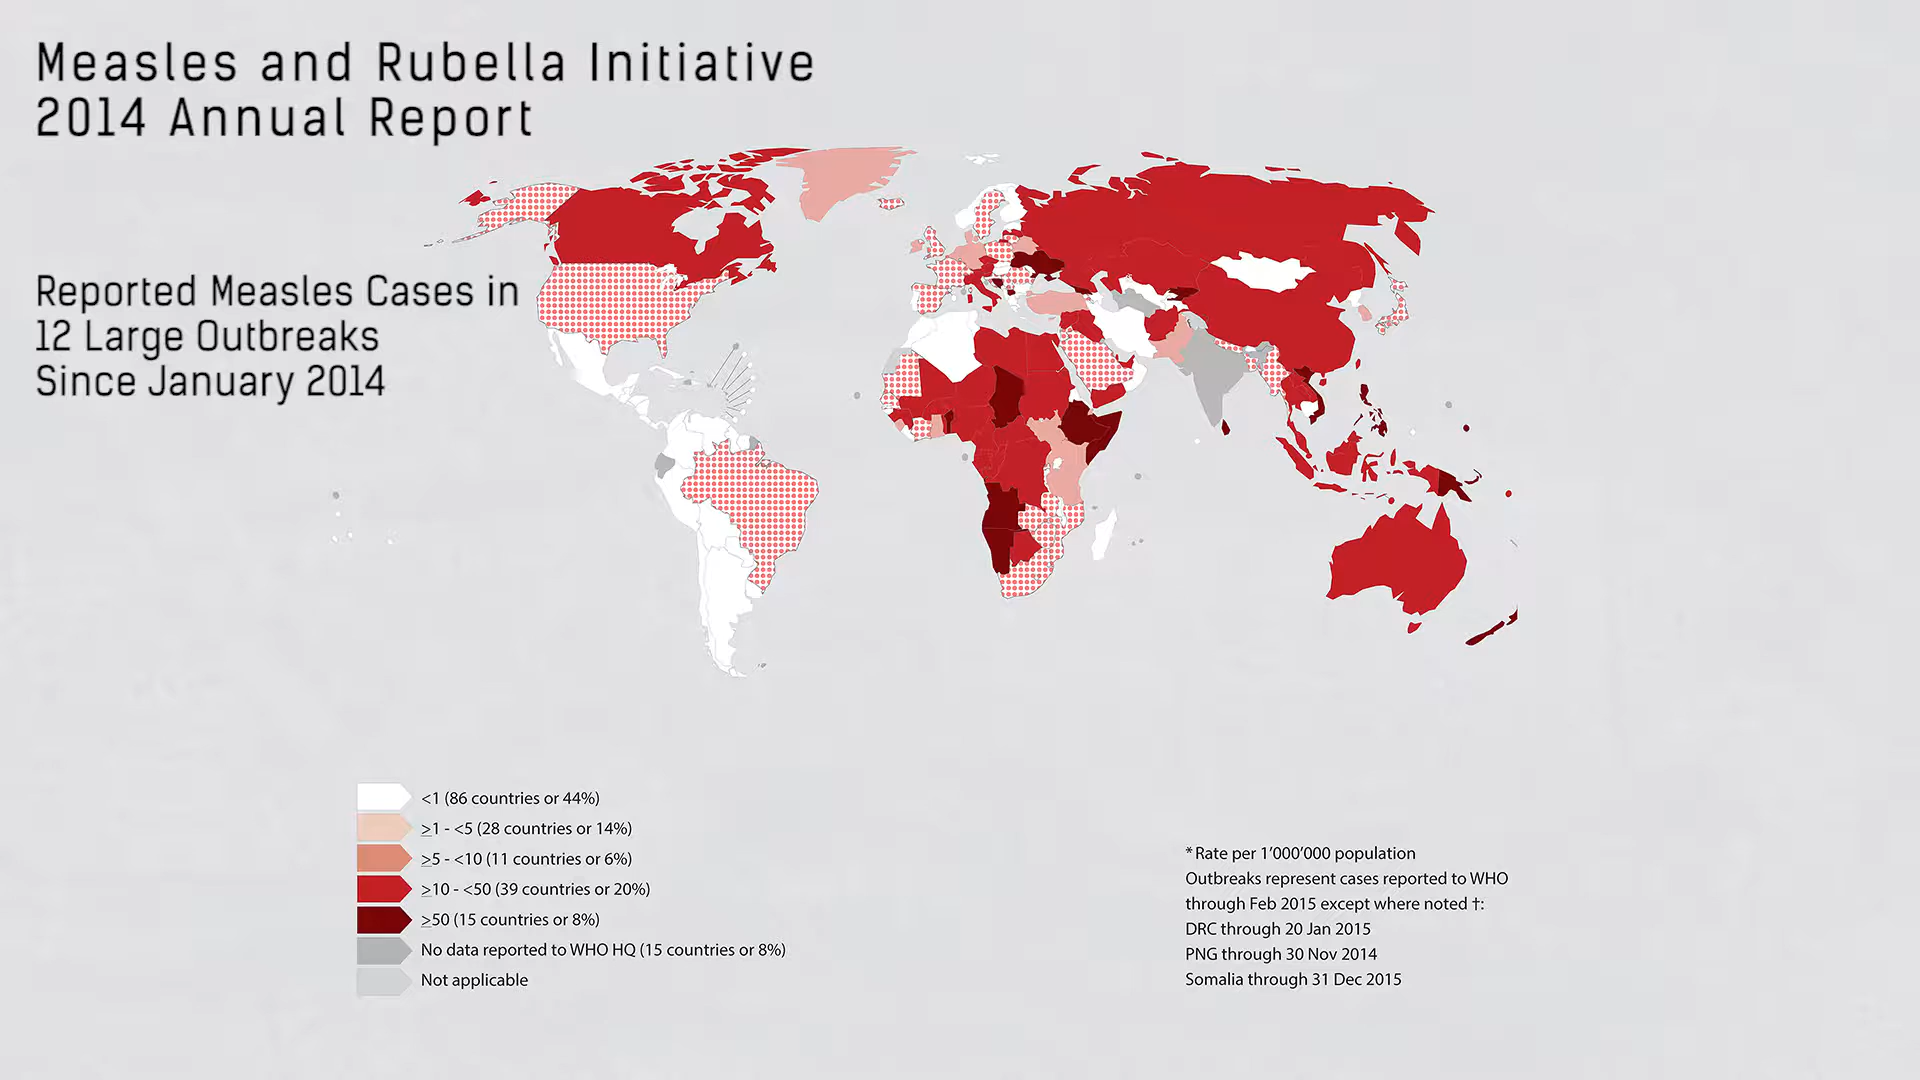 Measles and Rubella Initiative
2014 Annual Report
Reported Measles Cases in
12 Large Outbreaks
Since January 2014
<1 (86 countries or 44%)
≥1 - <5 (28 countries or 14%)
≥5 - <10 (11 countries or 6%)
≥10 - <50 (39 countries or 20%)
≥50 (15 countries or 8%)
No data reported to WHO HQ (15 countries or 8%)
Not applicable
* Rate per 1’000’000 population
Outbreaks represent cases reported to WHO
through Feb 2015 except where noted †:
DRC through 20 Jan 2015
PNG through 30 Nov 2014
Somalia through 31 Dec 2015